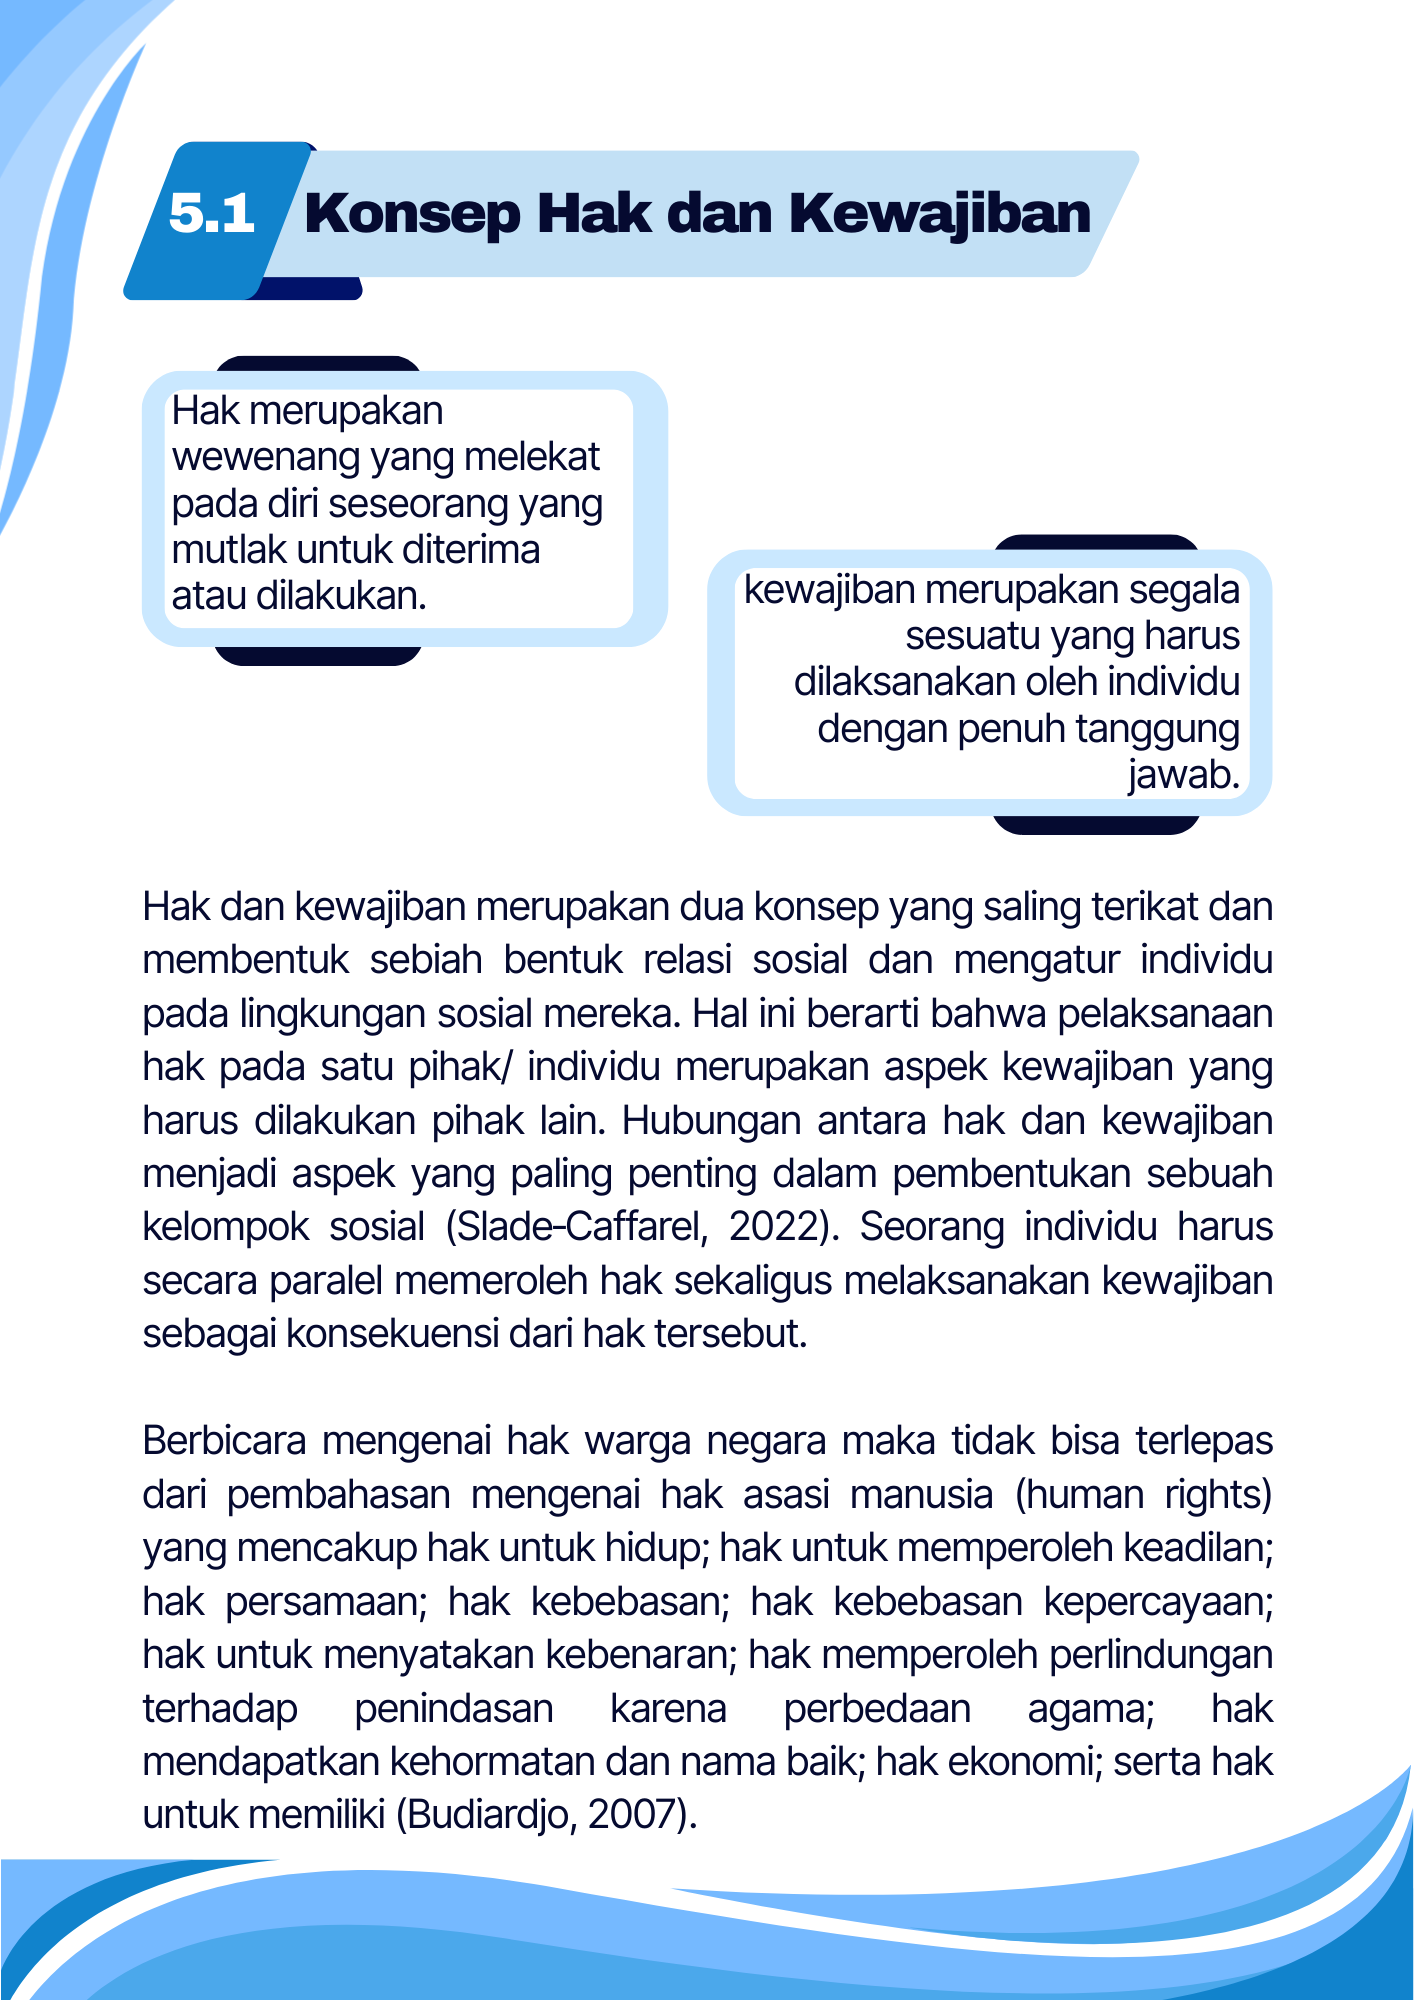 5.1 Konsep Hak dan Kewajiban
Hak merupakan
wewenang yang melekat
pada diri seseorang yang
mutlak untuk diterima
atau dilakukan.
kewajiban merupakan segala
sesuatu yang harus
dilaksanakan oleh individu
dengan penuh tanggung
jawab.
Hak dan kewajiban merupakan dua konsep yang saling terikat dan
membentuk sebiah bentuk relasi sosial dan mengatur individu
pada lingkungan sosial mereka. Hal ini berarti bahwa pelaksanaan
hak pada satu pihak/ individu merupakan aspek kewajiban yang
harus dilakukan pihak lain. Hubungan antara hak dan kewajiban
menjadi aspek yang paling penting dalam pembentukan sebuah
kelompok sosial (Slade-Caffarel, 2022). Seorang individu harus
secara paralel memeroleh hak sekaligus melaksanakan kewajiban
sebagai konsekuensi dari hak tersebut.
Berbicara mengenai hak warga negara maka tidak bisa terlepas
dari pembahasan mengenai hak asasi manusia (human rights)
yang mencakup hak untuk hidup; hak untuk memperoleh keadilan;
hak persamaan; hak kebebasan; hak kebebasan kepercayaan;
hak untuk menyatakan kebenaran; hak memperoleh perlindungan
terhadap penindasan karena perbedaan agama; hak
mendapatkan kehormatan dan nama baik; hak ekonomi; serta hak
untuk memiliki (Budiardjo, 2007).